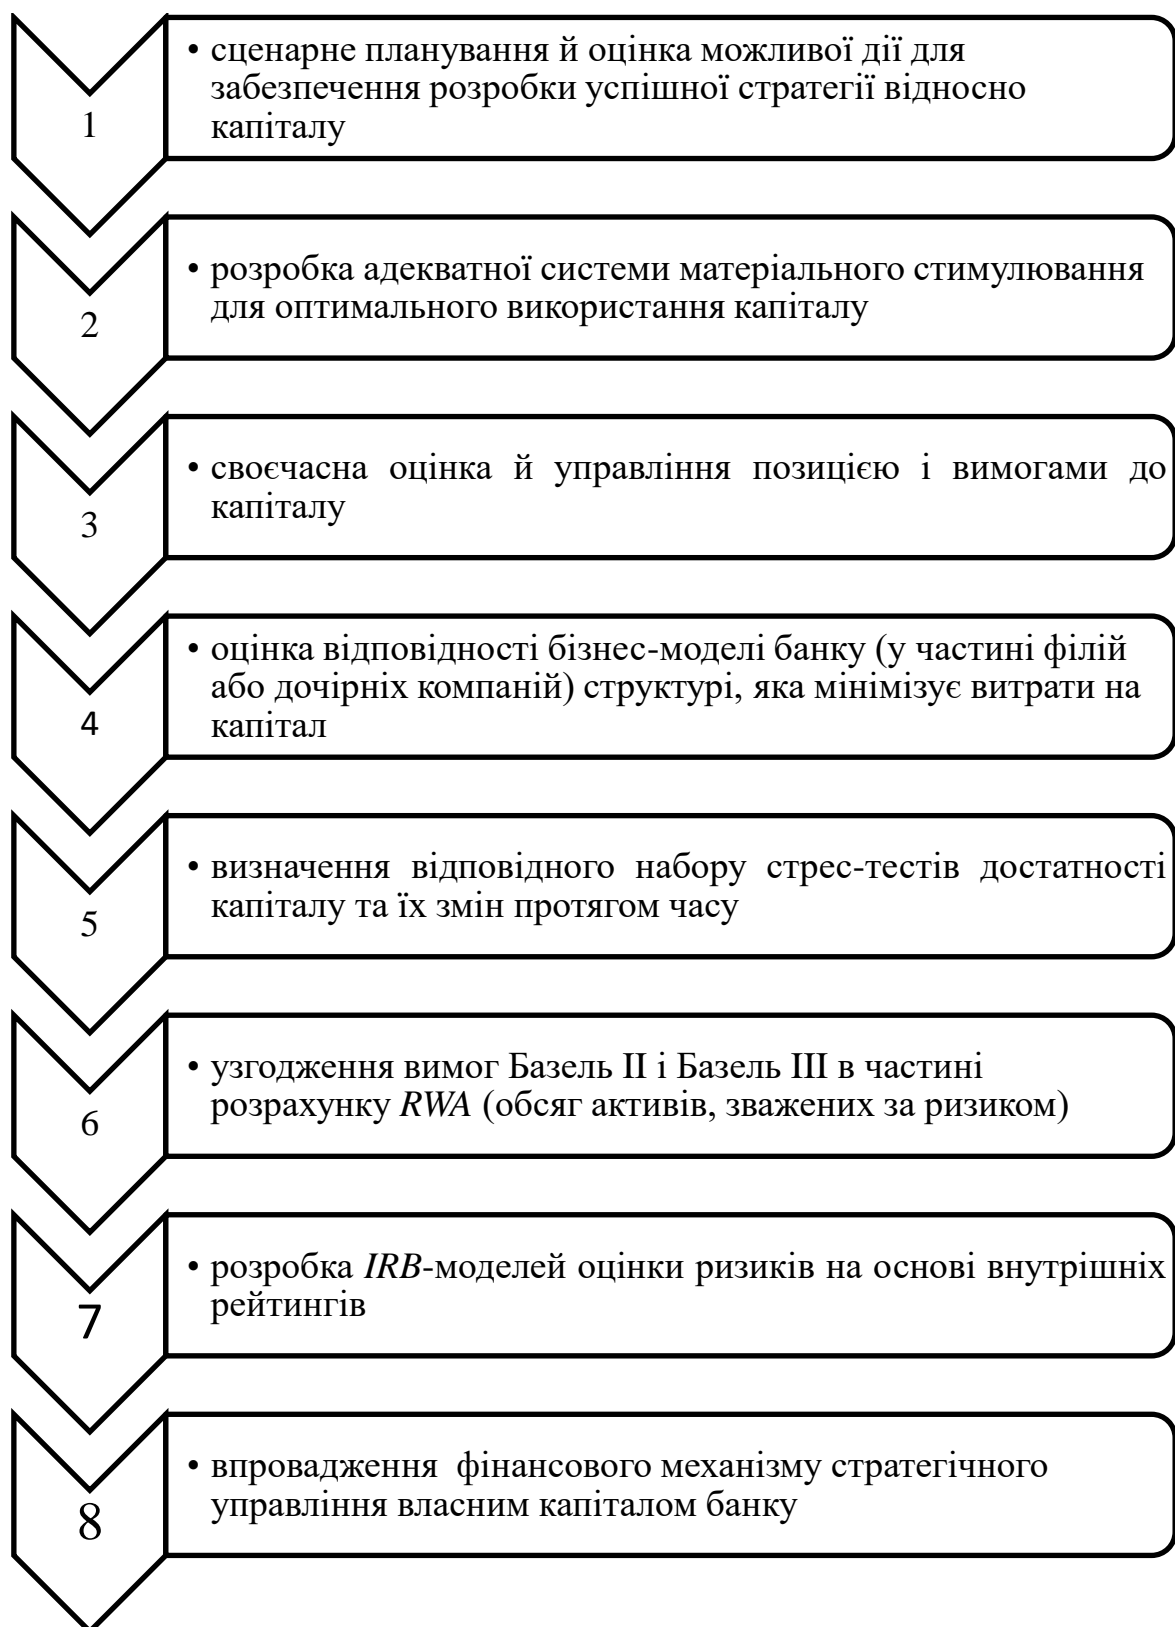 • сценарне планування й оцінка можливої дії для
забезпечення розробки успішної стратегії відносно
капіталу
1
• розробка адекватної системи матеріального стимулювання
для оптимального використання капіталу
2
• своєчасна оцінка й управління позицією і вимогами до
капіталу
3
• оцінка відповідності бізнес-моделі банку (у частині філій
або дочірніх компаній) структурі, яка мінімізує витрати на
капітал
4
• визначення відповідного набору стрес-тестів достатності
капіталу та їх змін протягом часу
5
• узгодження вимог Базель II і Базель III в частині
розрахунку RWA (обсяг активів, зважених за ризиком)
6
• розробка IRB-моделей оцінки ризиків на основі внутрішніх
рейтингів
7
• впровадження фінансового механізму стратегічного
управління власним капіталом банку
8